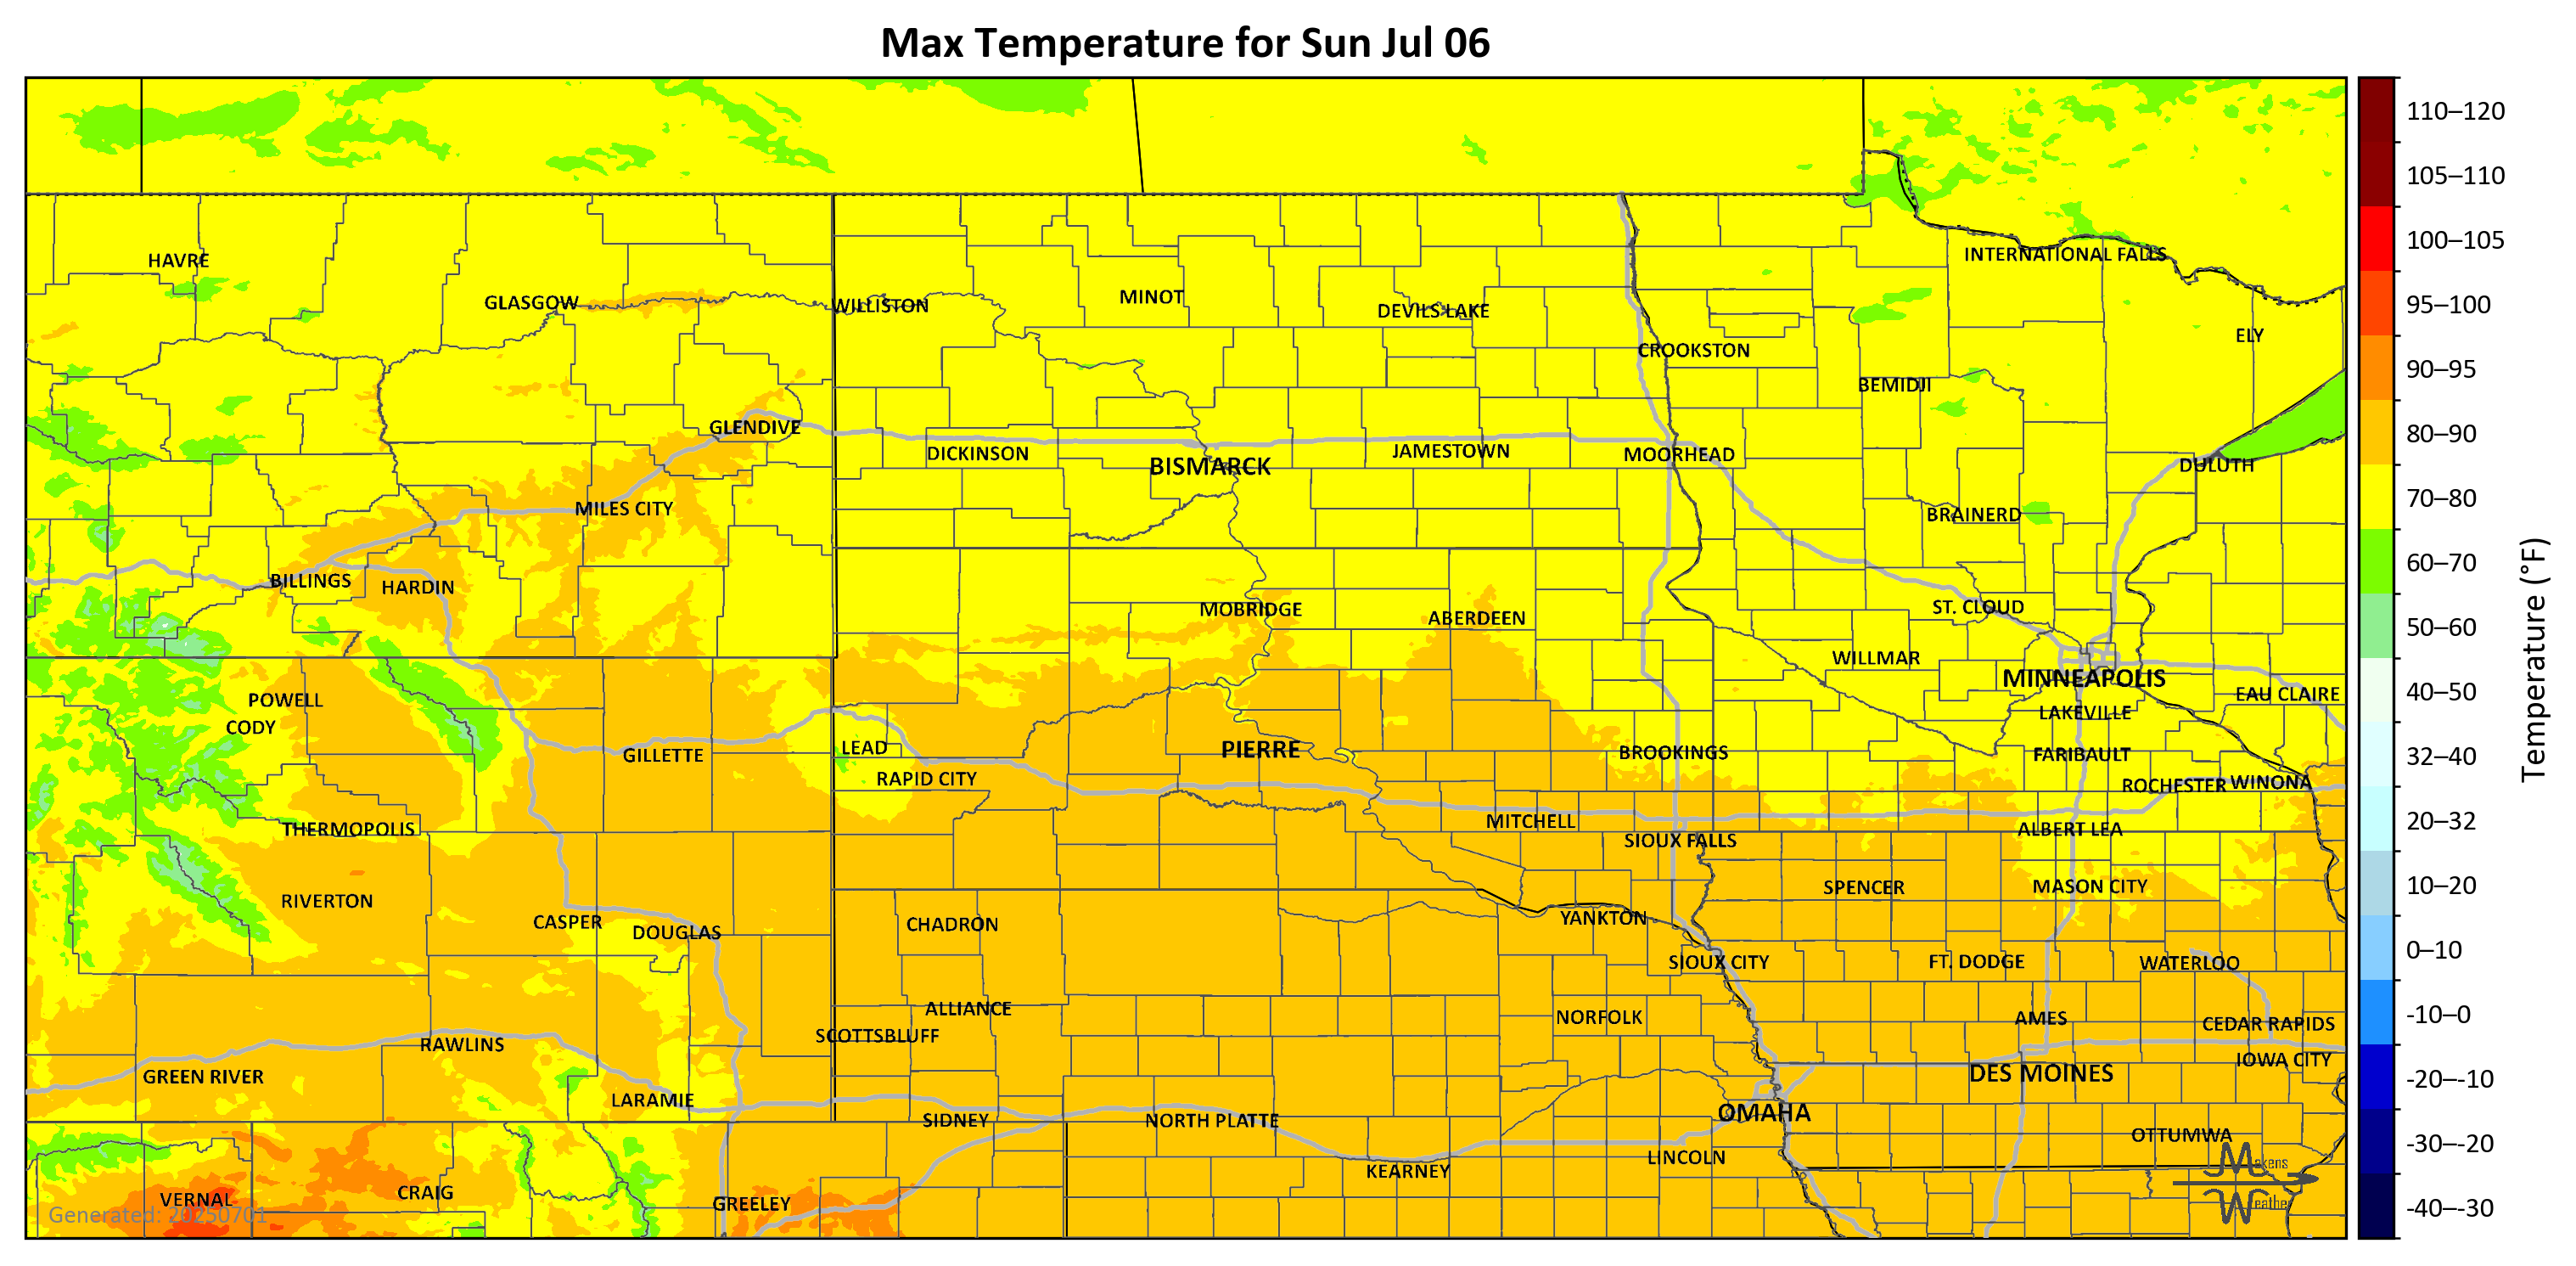 Max Temperature for Sun Jul 06
110–120
105–110
100–105
95–100
90–95
80–90
70–80
60–70
50–60
40–50
32–40
20–32
10–20
0–10
-10–0
-20–-10
-30–-20
-40–-30
Temperature (°F)
HAVRE
INTERNATIONAL FALLS
GLASGOW
WILLISTON
MINOT
DEVILS LAKE
ELY
CROOKSTON
BEMIDJI
GLENDIVE
DICKINSON
BISMARCK
JAMESTOWN
MOORHEAD
DULUTH
MILES CITY
BRAINERD
BILLINGS
HARDIN
MOBRIDGE
ABERDEEN
ST. CLOUD
WILLMAR
MINNEAPOLIS
POWELL
EAU CLAIRE
CODY
LAKEVILLE
GILLETTE
LEAD
PIERRE
BROOKINGS
FARIBAULT
RAPID CITY
ROCHESTER
WINONA
THERMOPOLIS
MITCHELL
SIOUX FALLS
ALBERT LEA
RIVERTON
SPENCER
MASON CITY
CASPER
DOUGLAS
CHADRON
YANKTON
SIOUX CITY
FT. DODGE
WATERLOO
ALLIANCE
NORFOLK
AMES
CEDAR RAPIDS
SCOTTSBLUFF
RAWLINS
IOWA CITY
GREEN RIVER
DES MOINES
LARAMIE
SIDNEY
NORTH PLATTE
OMAHA
OTTUMWA
KEARNEY
LINCOLN
VERNAL
CRAIG
GREELEY
Generated: 20250701
Makens
Weather